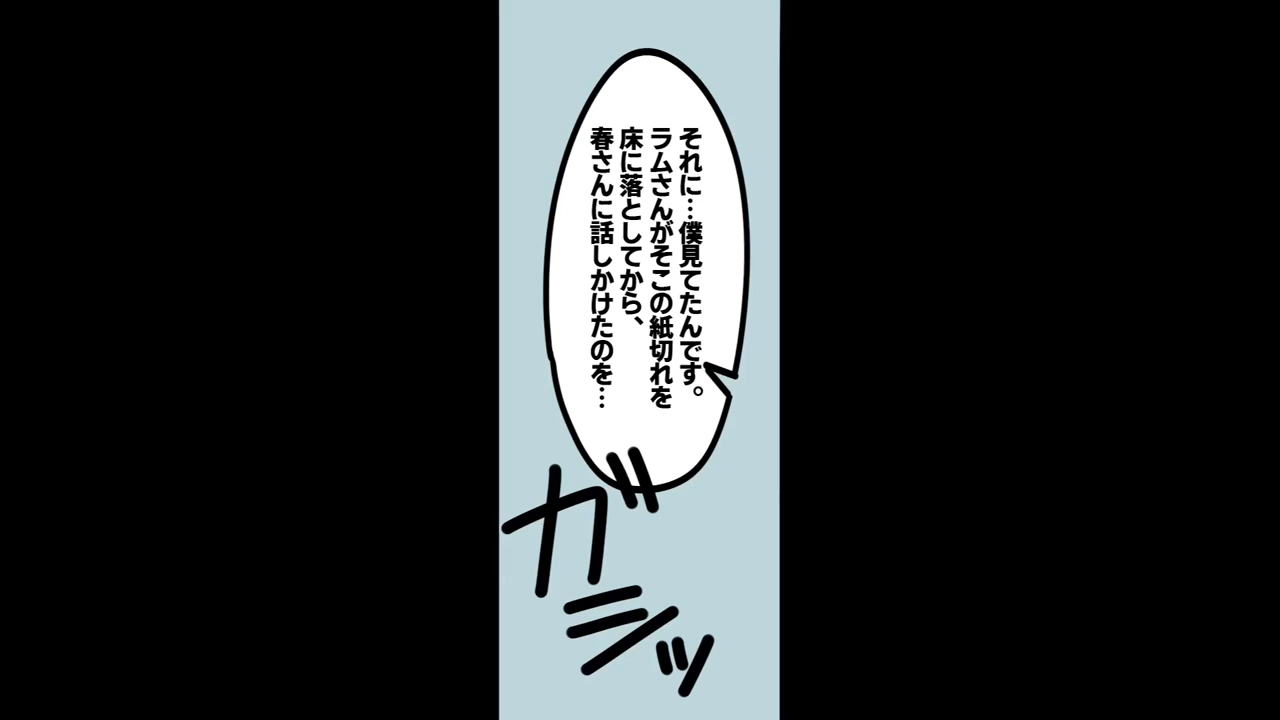 それに…僕見てたんです。
ラムさんがそこの紙切れを
床に落としてから、
春さんに話しかけたのを…
ガシッ